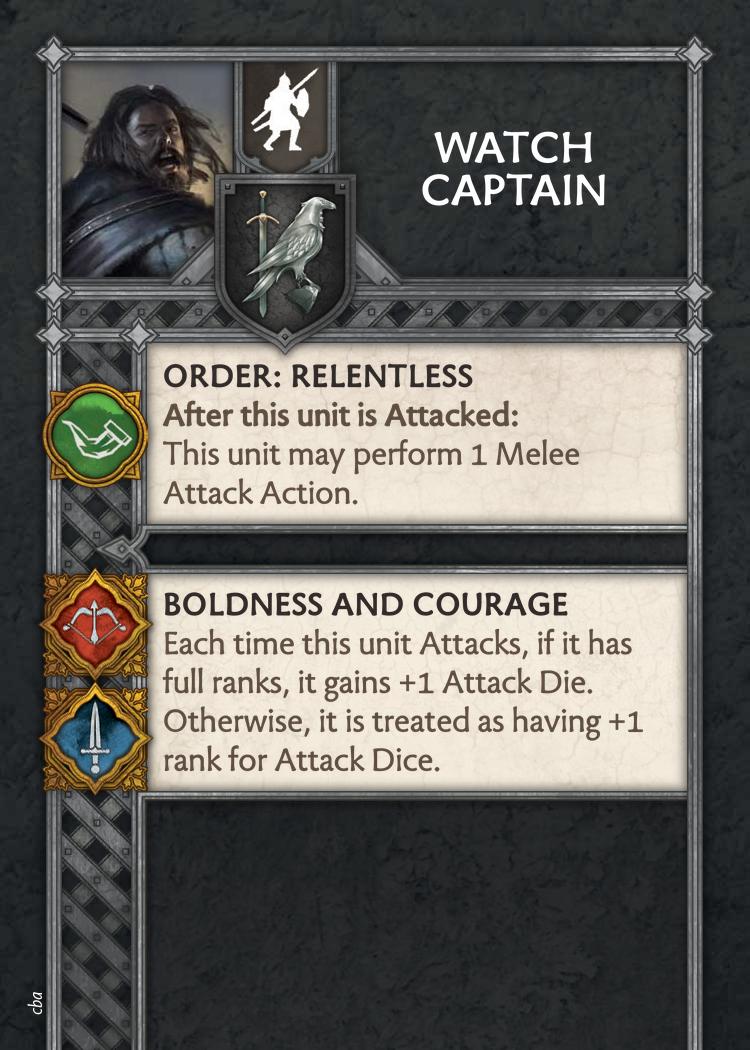 WATCH
CAPTAIN
ORDER: RELENTLESS
After this unit is Attacked:
This unit may perform 1 Melee
Attack Action.
BOLDNESS AND COURAGE
Each time this unit Attacks, if it has
full ranks, it gains +1 Attack Die.
Otherwise, it is treated as having +1
rank for Attack Dice.
cba